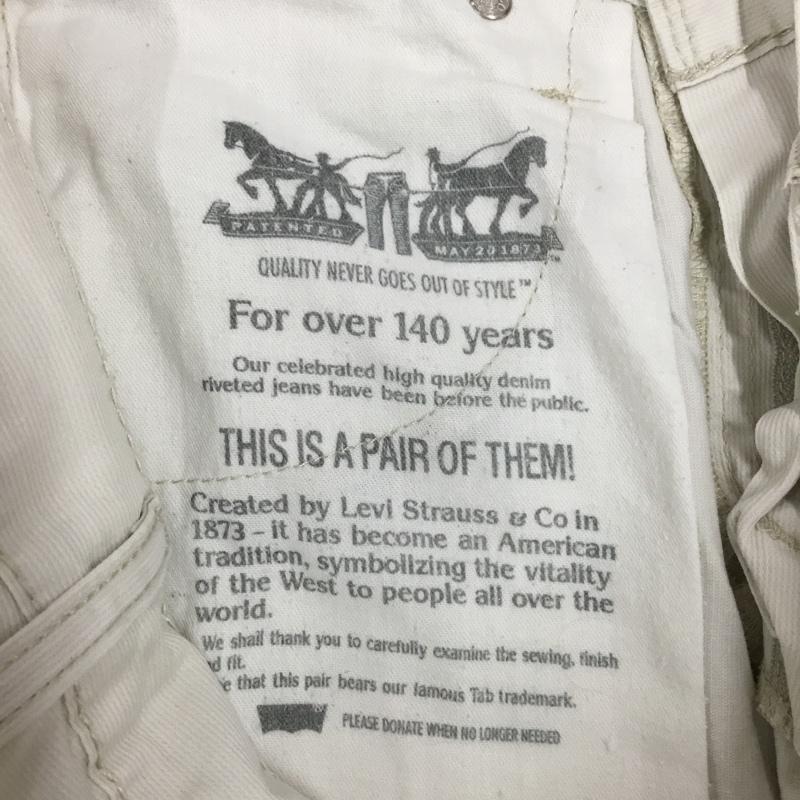 PATENTED
MAY 20 1873
QUALITY NEVER GOES OUT OF STYLE™
For over 140 years
Our celebrated high quality denim
riveted jeans have been before the public.
THIS IS A PAIR OF THEM!
Created by Levi Strauss & Co in
1873 – it has become an American
tradition, symbolizing the vitality
of the West to people all over the
world.
We shall thank you to carefully examine the sewing, finish
fit.
that this pair bears our famous Tab trademark.
PLEASE DONATE WHEN NO LONGER NEEDED